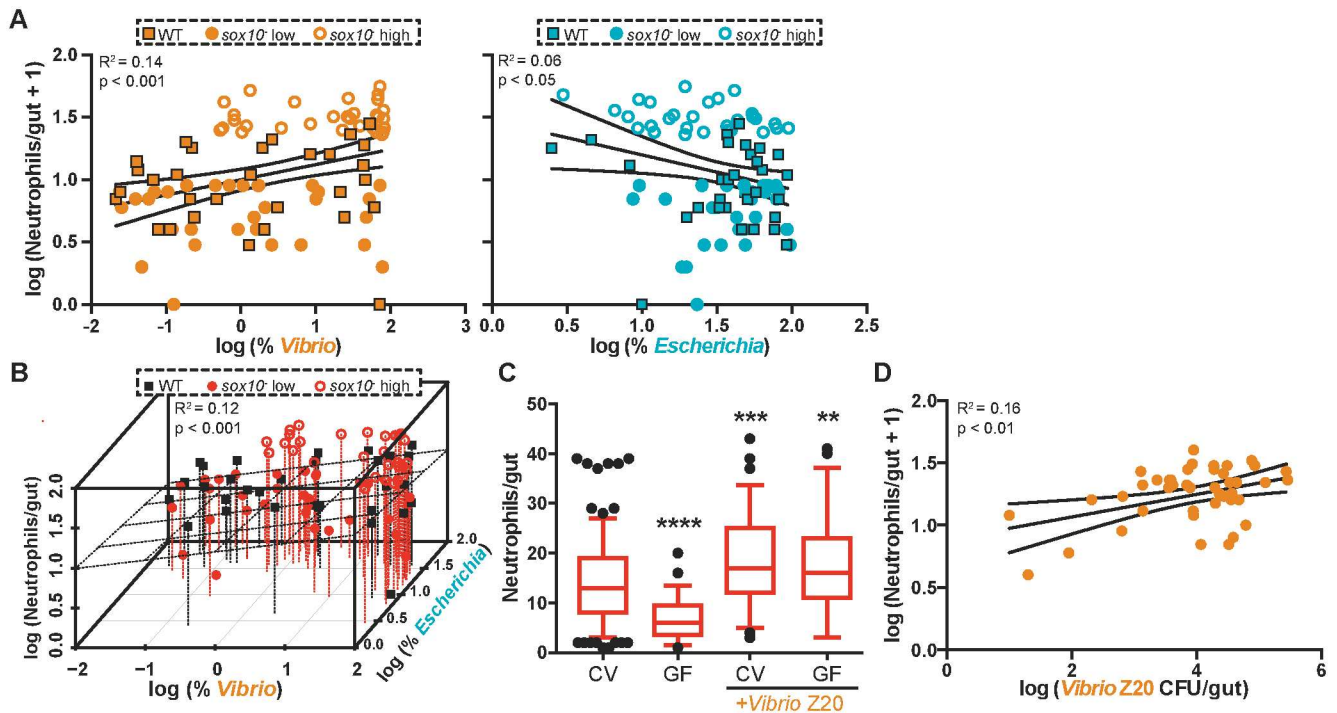 A
WT sox10- low sox10- high
R² = 0.14
p < 0.001
log (Neutrophils/gut + 1)
2.0
1.5
1.0
0.5
0.0
−2 −1 0 1 2 3
log (% Vibrio)
WT sox10- low sox10- high
R² = 0.06
p < 0.05
0.0 0.5 1.0 1.5 2.0 2.5
log (% Escherichia)
B
WT sox10- low sox10- high
R² = 0.12
p < 0.001
log (Neutrophils/gut)
2.0
1.5
1.0
0.5
0.0
−2 −1 0 1 2
log (% Vibrio)
2.0
1.5
1.0
0.5
0.0
log (% Escherichia)
C
Neutrophils/gut
50
40
30
20
10
0
**** *** **
CV GF CV GF
+Vibrio Z20
D
R² = 0.16
p < 0.01
log (Neutrophils/gut + 1)
2.0
1.5
1.0
0.5
0.0
0 2 4 6
log (Vibrio Z20 CFU/gut)